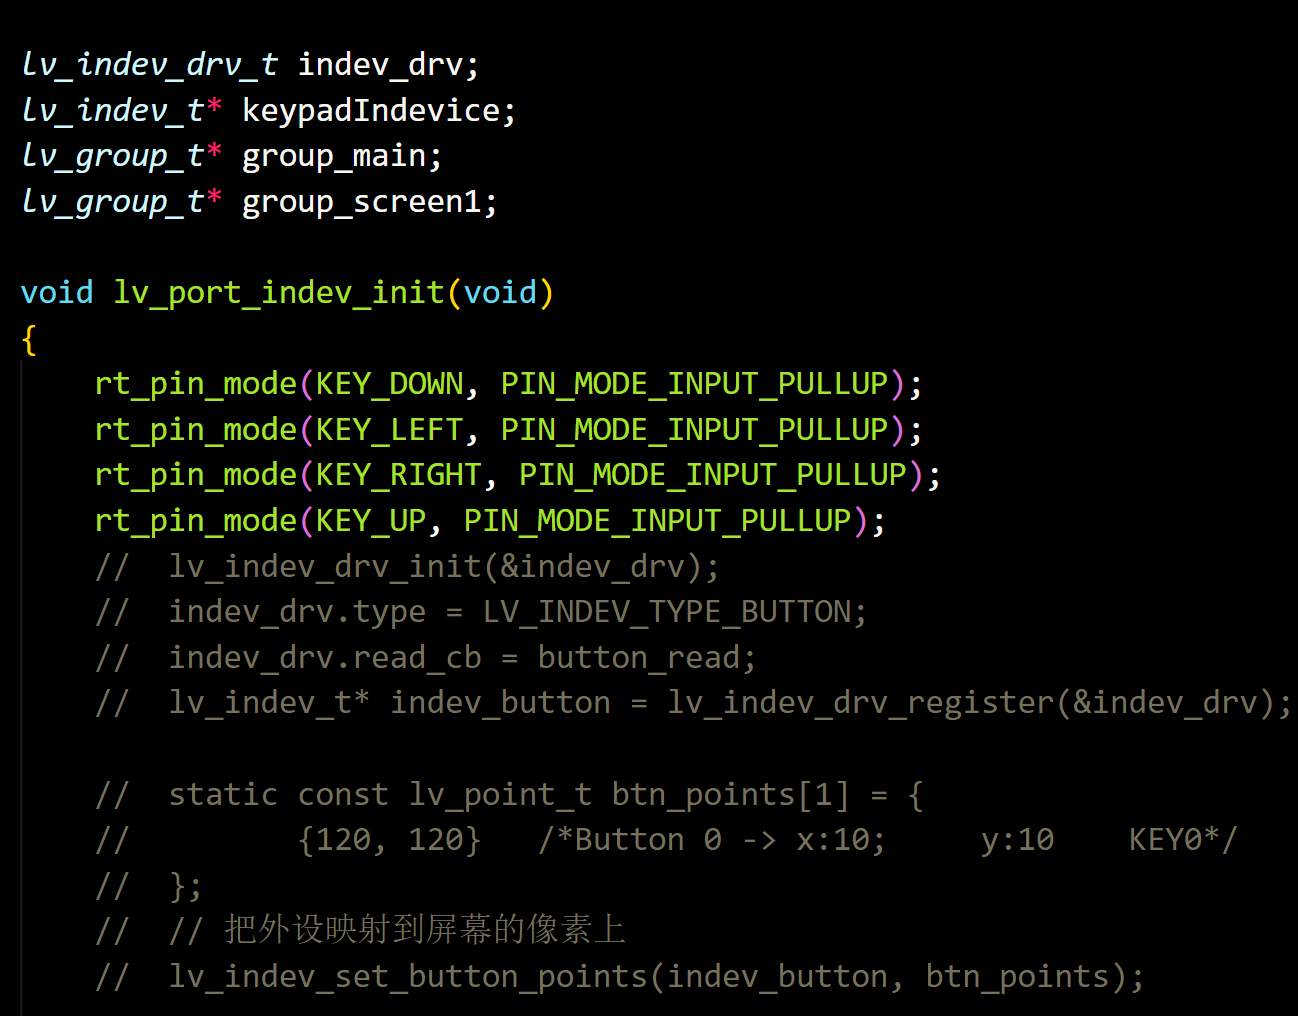 lv_indev_drv_t indev_drv;
lv_indev_t* keypadIndevice;
lv_group_t* group_main;
lv_group_t* group_screen1;
void lv_port_indev_init(void)
{
rt_pin_mode(KEY_DOWN, PIN_MODE_INPUT_PULLUP);
rt_pin_mode(KEY_LEFT, PIN_MODE_INPUT_PULLUP);
rt_pin_mode(KEY_RIGHT, PIN_MODE_INPUT_PULLUP);
rt_pin_mode(KEY_UP, PIN_MODE_INPUT_PULLUP);
//  lv_indev_drv_init(&indev_drv);
//  indev_drv.type = LV_INDEV_TYPE_BUTTON;
//  indev_drv.read_cb = button_read;
//  lv_indev_t* indev_button = lv_indev_drv_register(&indev_drv);
//  static const lv_point_t btn_points[1] = {
//         {120, 120}   /*Button 0 -> x:10;     y:10    KEY0*/
//  };
//  // 把外设映射到屏幕的像素上
//  lv_indev_set_button_points(indev_button, btn_points);